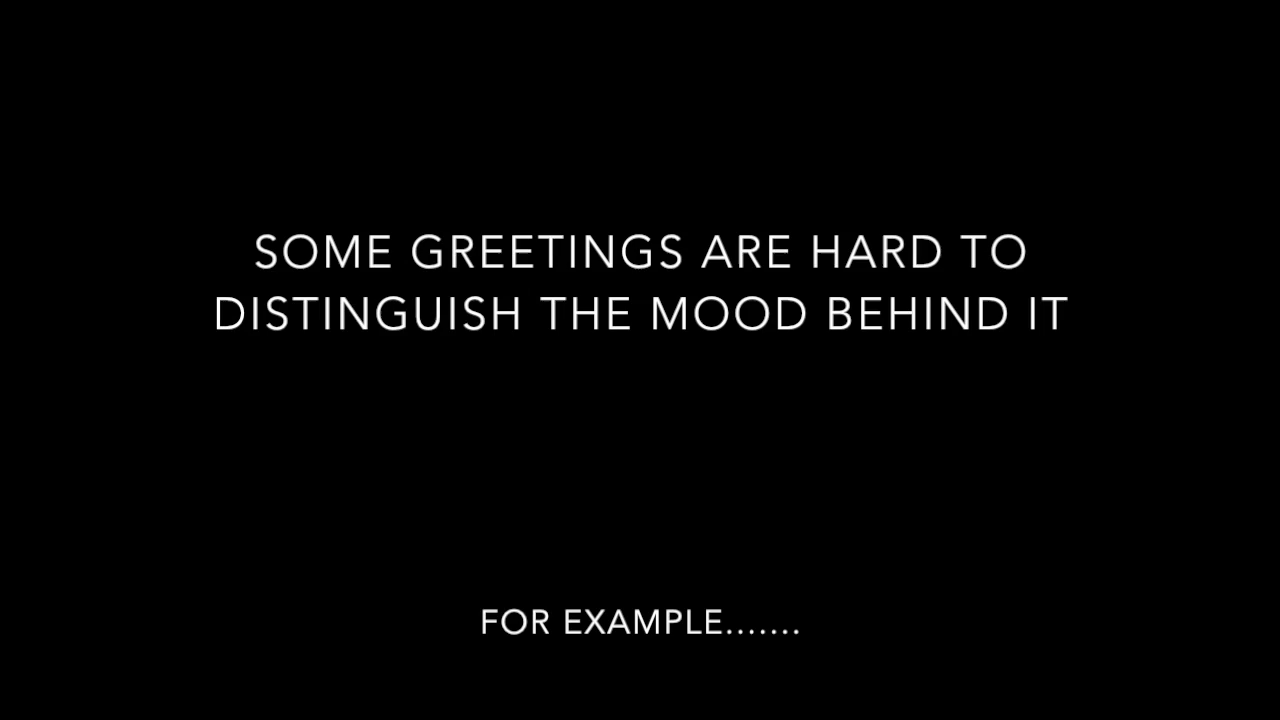 SOME GREETINGS ARE HARD TO
DISTINGUISH THE MOOD BEHIND IT
FOR EXAMPLE.......